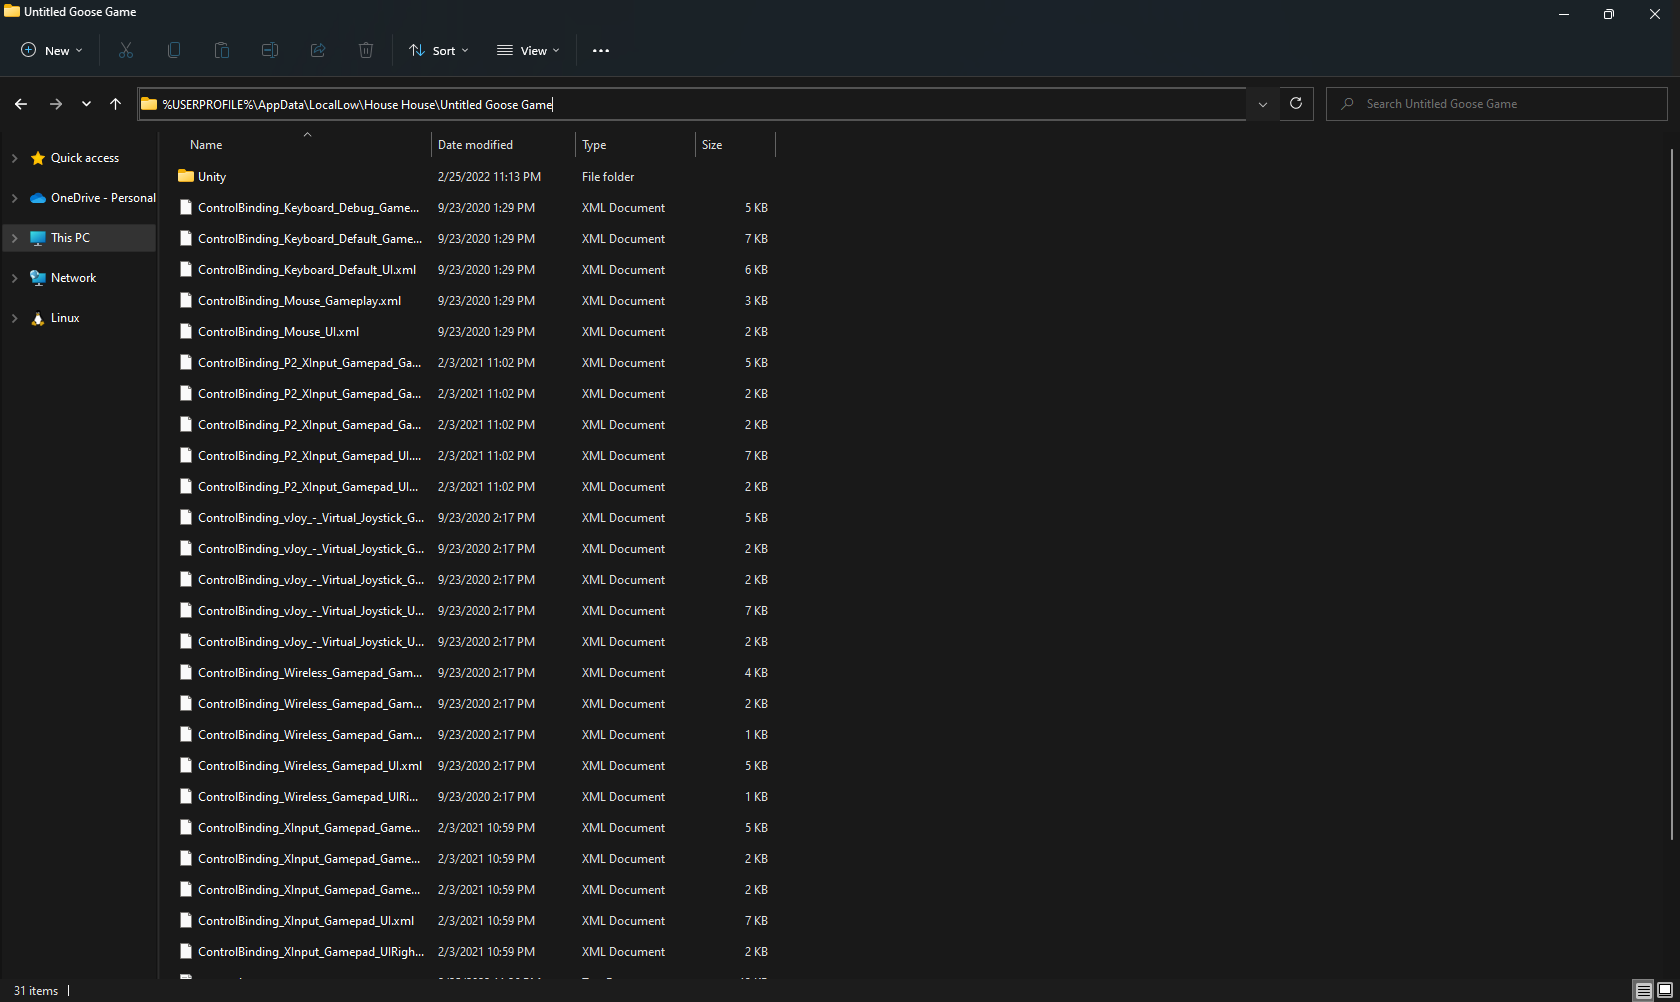 Untitled Goose Game
New
Sort
View
%USERPROFILE%\AppData\LocalLow\House House\Untitled Goose Game
Search Untitled Goose Game
Quick access
OneDrive - Personal
This PC
Network
Linux
Name Date modified Type Size
Unity 2/25/2022 11:13 PM File folder
ControlBinding_Keyboard_Debug_Game... 9/23/2020 1:29 PM XML Document 5 KB
ControlBinding_Keyboard_Default_Game... 9/23/2020 1:29 PM XML Document 7 KB
ControlBinding_Keyboard_Default_UI.xml 9/23/2020 1:29 PM XML Document 6 KB
ControlBinding_Mouse_Gameplay.xml 9/23/2020 1:29 PM XML Document 3 KB
ControlBinding_Mouse_UI.xml 9/23/2020 1:29 PM XML Document 2 KB
ControlBinding_P2_XInput_Gamepad_Ga... 2/3/2021 11:02 PM XML Document 5 KB
ControlBinding_P2_XInput_Gamepad_Ga... 2/3/2021 11:02 PM XML Document 2 KB
ControlBinding_P2_XInput_Gamepad_Ga... 2/3/2021 11:02 PM XML Document 2 KB
ControlBinding_P2_XInput_Gamepad_UI.... 2/3/2021 11:02 PM XML Document 7 KB
ControlBinding_P2_XInput_Gamepad_UI... 2/3/2021 11:02 PM XML Document 2 KB
ControlBinding_vJoy_-_Virtual_Joystick_G... 9/23/2020 2:17 PM XML Document 5 KB
ControlBinding_vJoy_-_Virtual_Joystick_G... 9/23/2020 2:17 PM XML Document 2 KB
ControlBinding_vJoy_-_Virtual_Joystick_G... 9/23/2020 2:17 PM XML Document 2 KB
ControlBinding_vJoy_-_Virtual_Joystick_U... 9/23/2020 2:17 PM XML Document 7 KB
ControlBinding_vJoy_-_Virtual_Joystick_U... 9/23/2020 2:17 PM XML Document 2 KB
ControlBinding_Wireless_Gamepad_Gam... 9/23/2020 2:17 PM XML Document 4 KB
ControlBinding_Wireless_Gamepad_Gam... 9/23/2020 2:17 PM XML Document 2 KB
ControlBinding_Wireless_Gamepad_Gam... 9/23/2020 2:17 PM XML Document 1 KB
ControlBinding_Wireless_Gamepad_UI.xml 9/23/2020 2:17 PM XML Document 5 KB
ControlBinding_Wireless_Gamepad_UIRi... 9/23/2020 2:17 PM XML Document 1 KB
ControlBinding_XInput_Gamepad_Game... 2/3/2021 10:59 PM XML Document 5 KB
ControlBinding_XInput_Gamepad_Game... 2/3/2021 10:59 PM XML Document 2 KB
ControlBinding_XInput_Gamepad_Game... 2/3/2021 10:59 PM XML Document 2 KB
ControlBinding_XInput_Gamepad_UI.xml 2/3/2021 10:59 PM XML Document 7 KB
ControlBinding_XInput_Gamepad_UIRigh... 2/3/2021 10:59 PM XML Document 2 KB
31 items